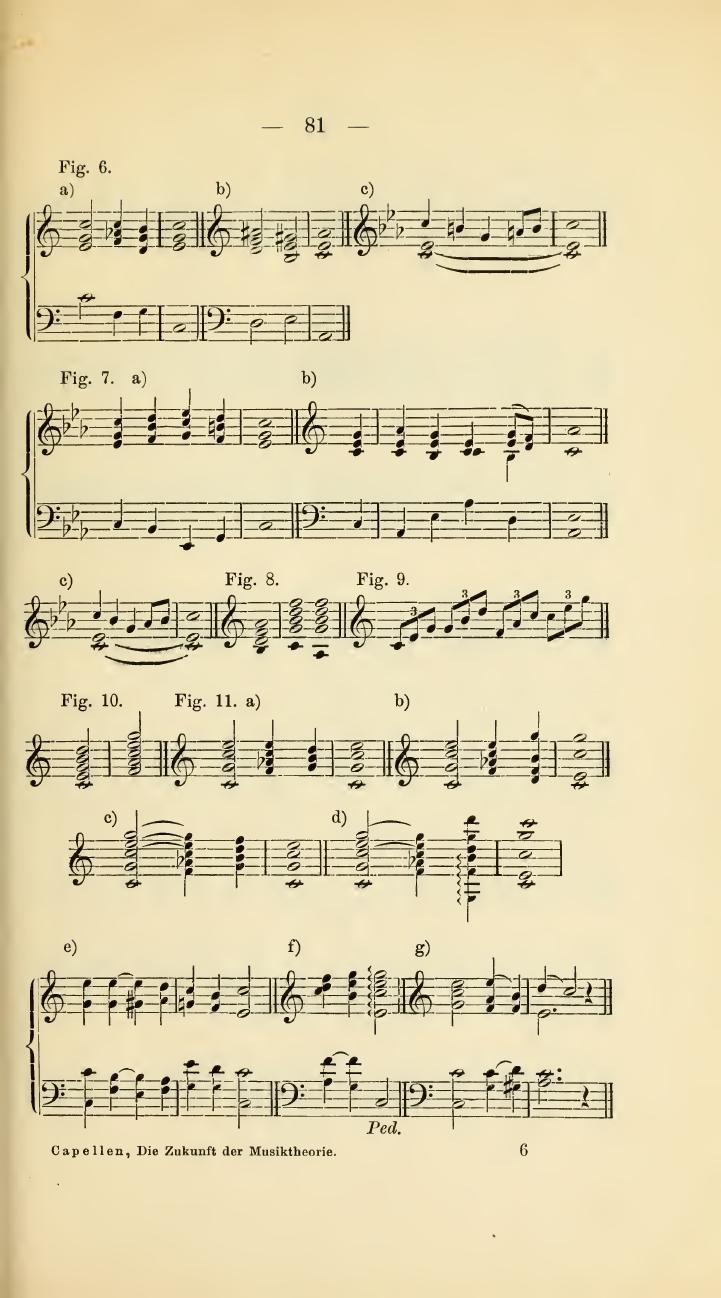 — 81 —
Fig. 6.
a) b) c)
Fig. 7. a) b)
c) Fig. 8. Fig. 9.
3 3 3 3
Fig. 10. Fig. 11. a) b)
c) d)
e) f) g)
Ped.
Capellen, Die Zukunft der Musiktheorie. 6